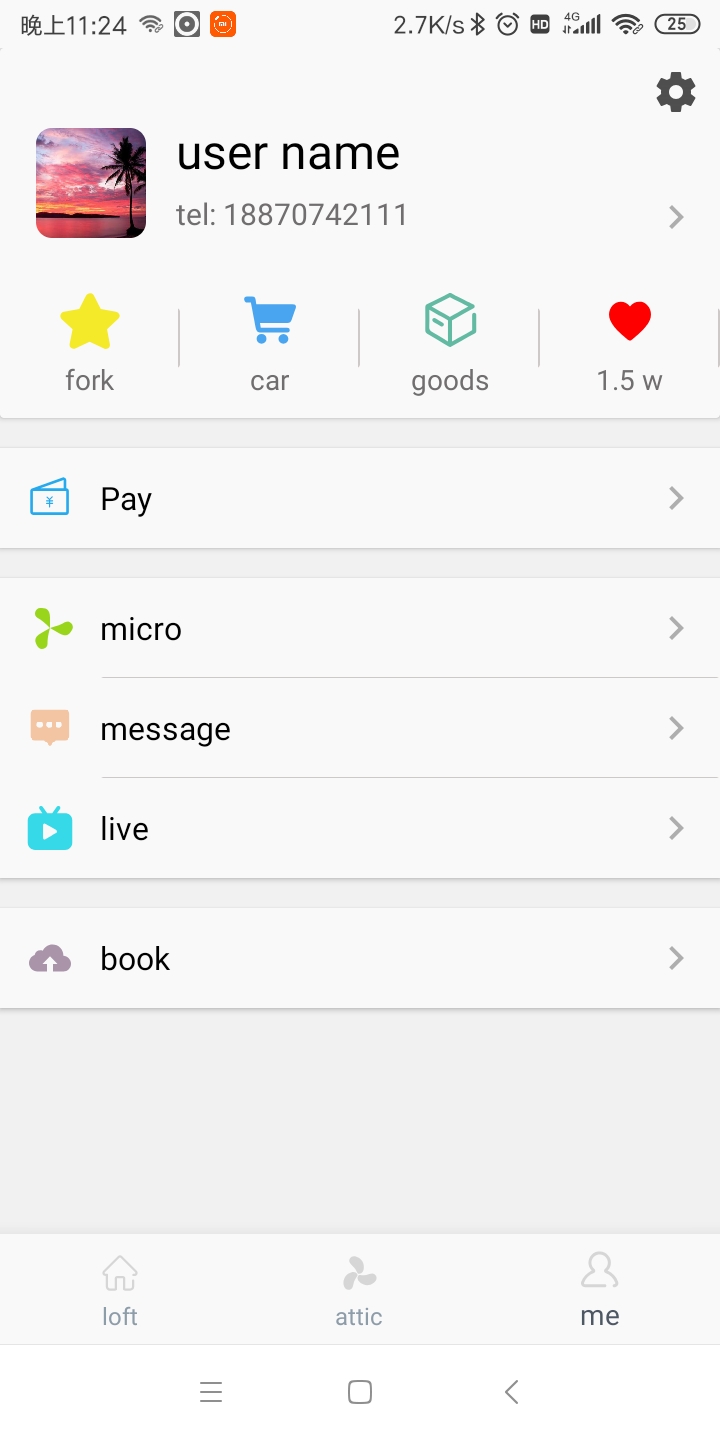 晚上11:24 2.7K/s HD 4G 25
user name
tel: 18870742111
fork car goods 1.5 w
¥ Pay
micro
message
live
book
loft attic me